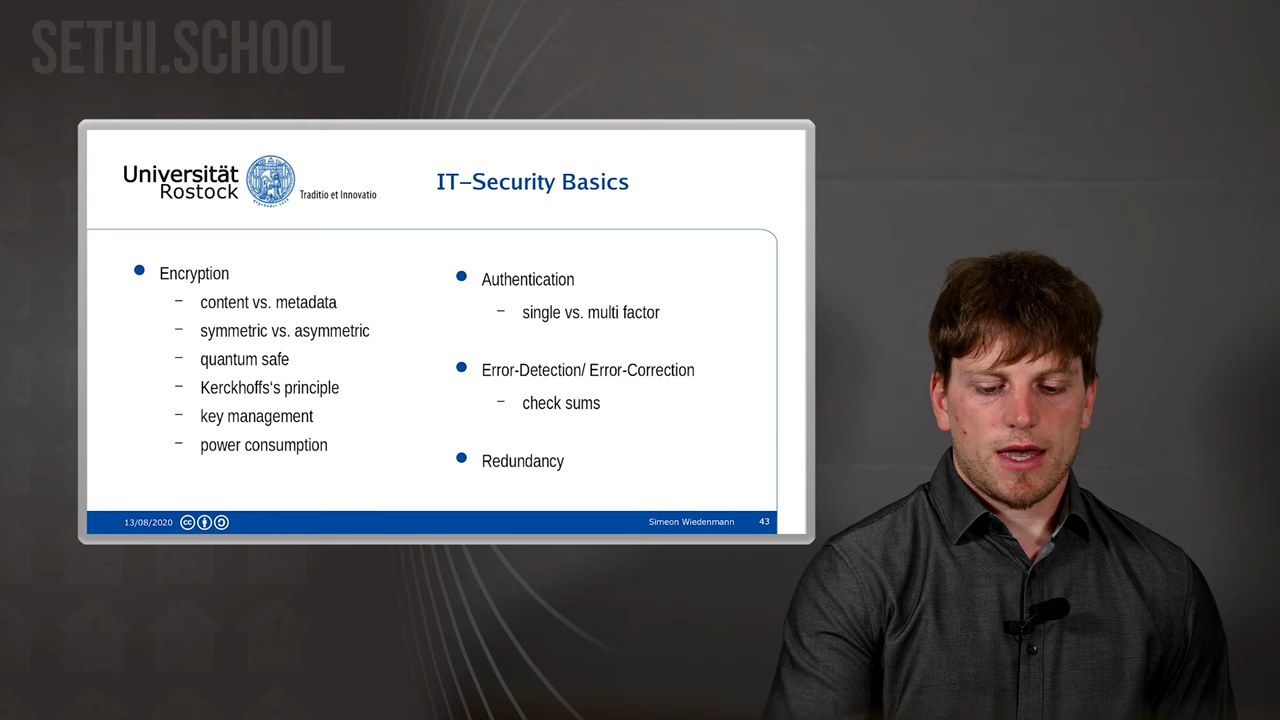 SETHI.SCHOOL
Universität
Rostock
Traditio et Innovatio
IT–Security Basics
Encryption
– content vs. metadata
– symmetric vs. asymmetric
– quantum safe
– Kerckhoffs's principle
– key management
– power consumption
Authentication
– single vs. multi factor
Error-Detection/ Error-Correction
– check sums
Redundancy
13/08/2020
cc
Simeon Wiedenmann
43